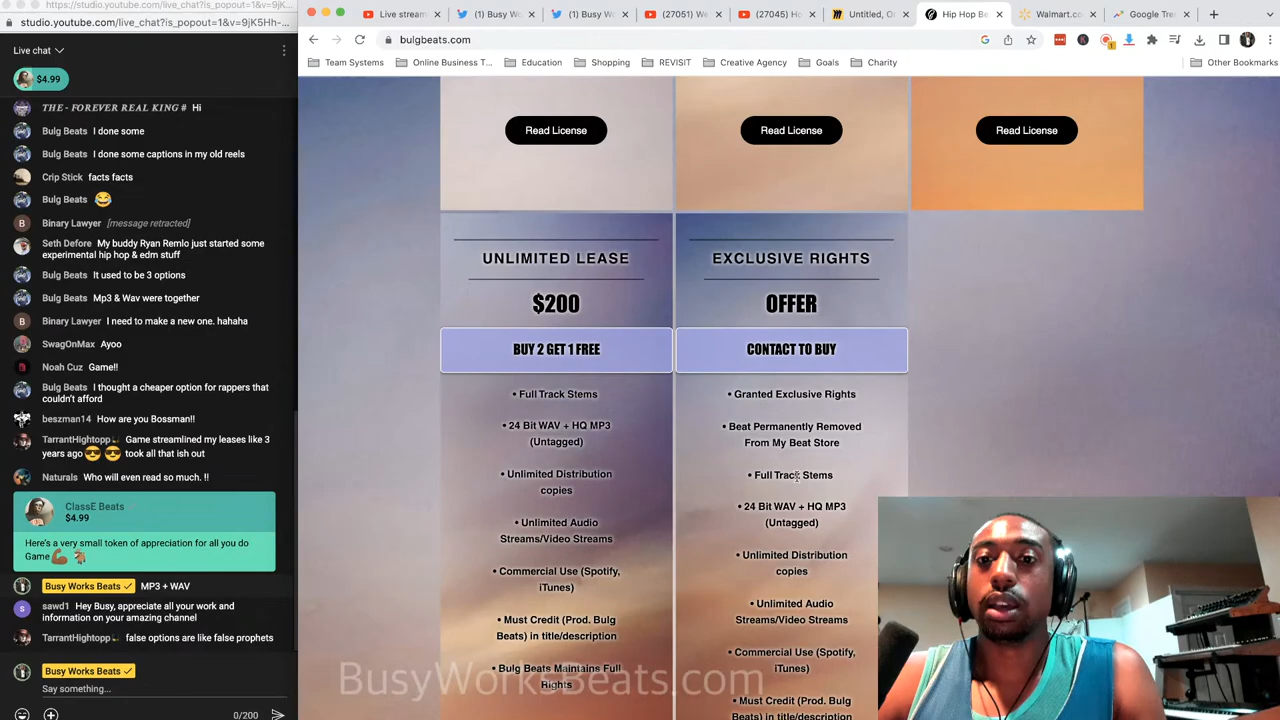 studio.youtube.com/live_chat?is_popout=1&v=9jK5Hh-...
https://studio.youtube.com/live_chat?is_popout=1&v=9jK...
Live chat
$4.99
THE - FOREVER REAL KING # Hi
Bulg Beats I done some
Bulg Beats I done some captions in my old reels
Crip Stick facts facts
Bulg Beats 😂
B Binary Lawyer [message retracted]
Seth Defore My buddy Ryan Remlo just started some
experimental hip hop & edm stuff
Bulg Beats It used to be 3 options
Bulg Beats Mp3 & Wav were together
B Binary Lawyer I need to make a new one. hahaha
SwagOnMax Ayoo
Noah Cuz Game!!
Bulg Beats I thought a cheaper option for rappers that
couldn't afford
beszman14 How are you Bossman!!
TarrantHightopp Game streamlined my leases like 3
years ago 😎😎 took all that ish out
Naturals Who will even read so much. !!
ClassE Beats
$4.99
Here's a very small token of appreciation for all you do
Game💪🏾 🐐
Busy Works Beats ✓ MP3 + WAV
S sawd1 Hey Busy, appreciate all your work and
information on your amazing channel
TarrantHightopp false options are like false prophets
Busy Works Beats ✓
Say something...
0/200
Live stream
(1) Busy Wo
(1) Busy Wo
(27051) W
(27045) Ho
Untitled, O
Hip Hop Be
Walmart.co
Google Tre
bulgbeats.com
1
Team Systems
Online Business T...
Education
Shopping
REVISIT
Creative Agency
Goals
Charity
Other Bookmarks
Read License
Read License
Read License
UNLIMITED LEASE
$200
BUY 2 GET 1 FREE
• Full Track Stems
• 24 Bit WAV + HQ MP3
(Untagged)
• Unlimited Distribution
copies
• Unlimited Audio
Streams/Video Streams
• Commercial Use (Spotify,
iTunes)
• Must Credit (Prod. Bulg
Beats) in title/description
• Bulg Beats Maintains Full
Rights
EXCLUSIVE RIGHTS
OFFER
CONTACT TO BUY
• Granted Exclusive Rights
• Beat Permanently Removed
From My Beat Store
• Full Track Stems
• 24 Bit WAV + HQ MP3
(Untagged)
• Unlimited Distribution
copies
• Unlimited Audio
Streams/Video Streams
• Commercial Use (Spotify,
iTunes)
• Must Credit (Prod. Bulg
Beats) in title/description
BusyWorksBeats.com